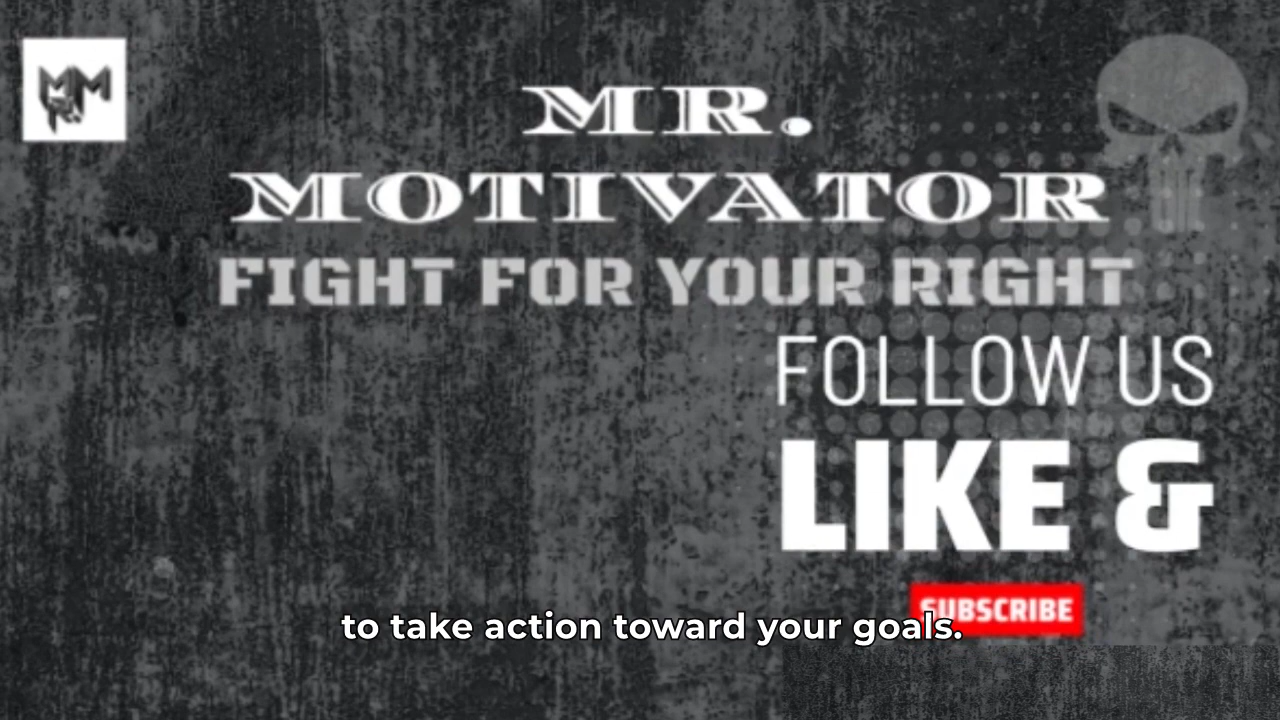 MR.
MOTIVATOR
FIGHT FOR YOUR RIGHT
FOLLOW US
LIKE &
SUBSCRIBE
to take action toward your goals.